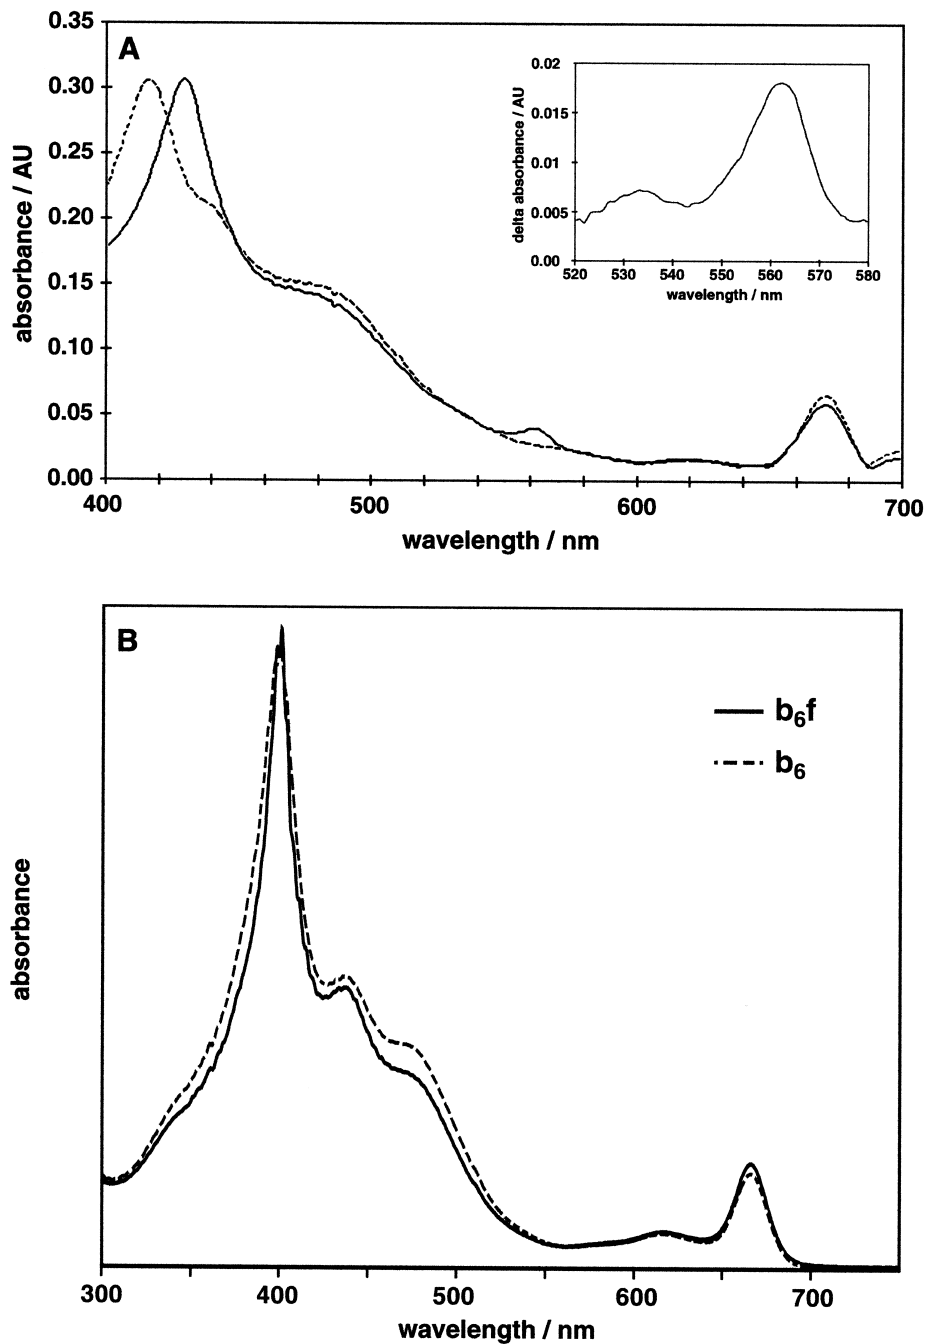 A
0.35
0.30
0.25
0.20
0.15
0.10
0.05
0.00
absorbance / AU
400
500
600
700
wavelength / nm
0.02
0.015
0.01
0.005
0.00
delta absorbance / AU
520
530
540
550
560
570
580
wavelength / nm
B
b6f
b6
absorbance
300
400
500
600
700
wavelength / nm